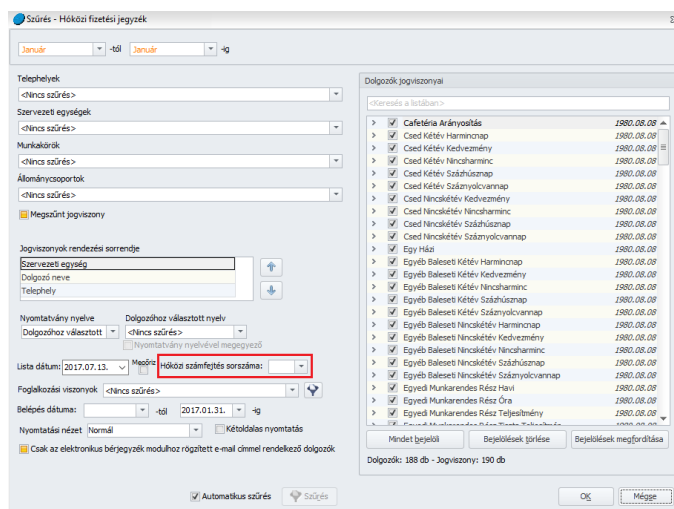 Szűrés - Hóközi fizetési jegyzék
Január -tól Január -ig
Telephelyek
<Nincs szűrés>
Szervezeti egységek
<Nincs szűrés>
Munkakörök
<Nincs szűrés>
Állománycsoportok
<Nincs szűrés>
Megszűnt jogviszony
Jogviszonyok rendezési sorrendje
Szervezeti egység
Dolgozó neve
Telephely
Nyomtatvány nyelve Dolgozóhoz választott nyelv
Dolgozóhoz választott <Nincs szűrés>
Nyomtatvány nyelvével megegyező
Lista dátum: 2017.07.13. Megőriz Hóközi számfejtés sorszáma:
Foglalkozási viszonyok <Nincs szűrés>
Belépés dátuma: -tól 2017.01.31. -ig
Nyomtatási nézet Normál Kétoldalas nyomtatás
Csak az elektronikus bérjegyzék modulhoz rögzített e-mail címmel rendelkező dolgozók
Automatikus szűrés Szűrés
Dolgozók jogviszonyai
<Keresés a listában>
Cafetéria Arányosítás 1980.08.08
Csed Kétév Harmincnap 1980.08.08
Csed Kétév Kedvezmény 1980.08.08
Csed Kétév Nincsharminc 1980.08.08
Csed Kétév Százhúsznap 1980.08.08
Csed Kétév Száznyolcvannap 1980.08.08
Csed Nincskétév Kedvezmény 1980.08.08
Csed Nincskétév Nincsharminc 1980.08.08
Csed Nincskétév Százhúsznap 1980.08.08
Csed Nincskétév Száznyolcvannap 1980.08.08
Egy Házi 1980.08.08
Egyéb Baleseti Kétév Harmincnap 1980.08.08
Egyéb Baleseti Kétév Kedvezmény 1980.08.08
Egyéb Baleseti Kétév Nincsharminc 1980.08.08
Egyéb Baleseti Kétév Százhúsznap 1980.08.08
Egyéb Baleseti Kétév Száznyolcvannap 1980.08.08
Egyéb Baleseti Nincskétév Harmincnap 1980.08.08
Egyéb Baleseti Nincskétév Kedvezmény 1980.08.08
Egyéb Baleseti Nincskétév Nincsharminc 1980.08.08
Egyéb Baleseti Nincskétév Százhúsznap 1980.08.08
Egyéb Baleseti Nincskétév Száznyolcvannap 1980.08.08
Egyedi Munkarendes Rész Havi 1980.08.08
Egyedi Munkarendes Rész Óra 1980.08.08
Egyedi Munkarendes Rész Teljesítmény 1980.08.08
Mindet bejelöli Bejelölések törlése Bejelölések megfordítása
Dolgozók: 188 db - Jogviszony: 190 db
OK Mégse